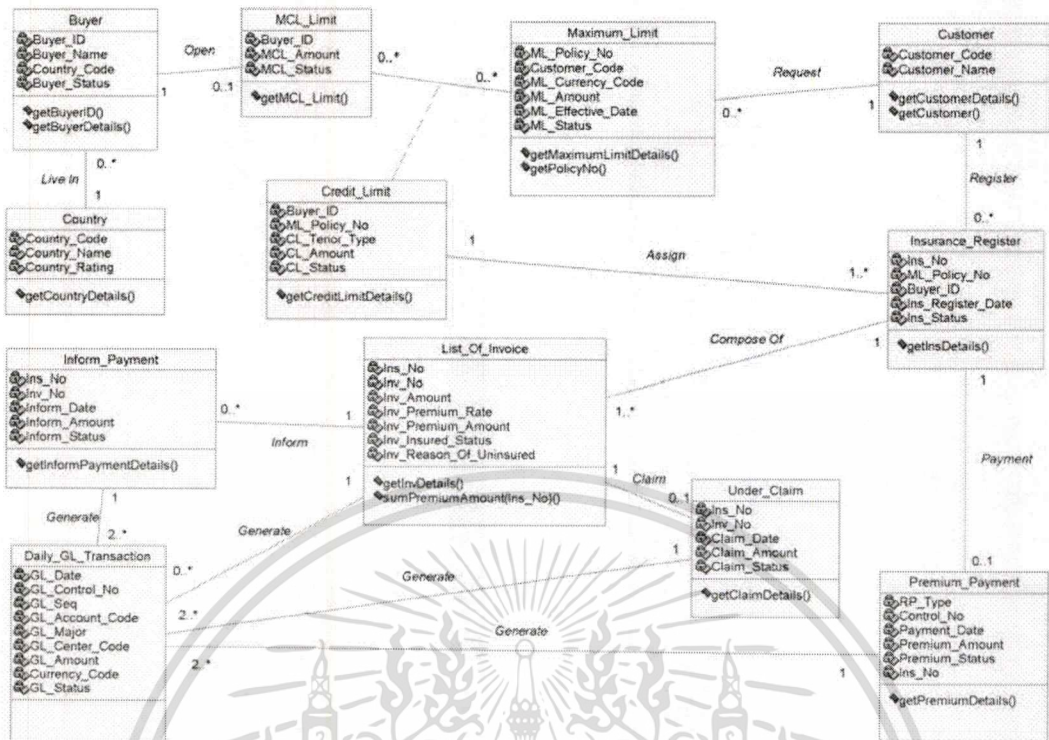 Buyer
Buyer_ID
Buyer_Name
Country_Code
Buyer_Status
getBuyerID()
getBuyerDetails()
Open
1
0..1
MCL_Limit
Buyer_ID
MCL_Amount
MCL_Status
getMCL_Limit()
0..*
0..*
Maximum_Limit
ML_Policy_No
Customer_Code
ML_Currency_Code
ML_Amount
ML_Effective_Date
ML_Status
getMaximumLimitDetails()
getPolicyNo()
Request
0..*
1
Customer
Customer_Code
Customer_Name
getCustomerDetails()
getCustomer()
1
Register
0..*
0..*
Live In
1
Country
Country_Code
Country_Name
Country_Rating
getCountryDetails()
Credit_Limit
Buyer_ID
ML_Policy_No
CL_Tenor_Type
CL_Amount
CL_Status
getCreditLimitDetails()
1
Assign
1..*
Insurance_Register
Ins_No
ML_Policy_No
Buyer_ID
Ins_Register_Date
Ins_Status
getInsDetails()
Compose Of
1
1..*
1
Payment
0..1
Inform_Payment
Ins_No
Inv_No
Inform_Date
Inform_Amount
Inform_Status
getInformPaymentDetails()
0..*
1
Inform
List_Of_Invoice
Ins_No
Inv_No
Inv_Amount
Inv_Premium_Rate
Inv_Premium_Amount
Inv_Insured_Status
Inv_Reason_Of_Uninsured
getInvDetails()
sumPremiumAmount(Ins_No)()
1
Claim
0..1
Under_Claim
Ins_No
Inv_No
Claim_Date
Claim_Amount
Claim_Status
getClaimDetails()
1
Generate
2..*
1
Generate
0..*
1
Generate
2..*
Daily_GL_Transaction
GL_Date
GL_Control_No
GL_Seq
GL_Account_Code
GL_Major
GL_Center_Code
GL_Amount
Currency_Code
GL_Status
Generate
2..*
1
Premium_Payment
RP_Type
Control_No
Payment_Date
Premium_Amount
Premium_Status
Ins_No
getPremiumDetails()